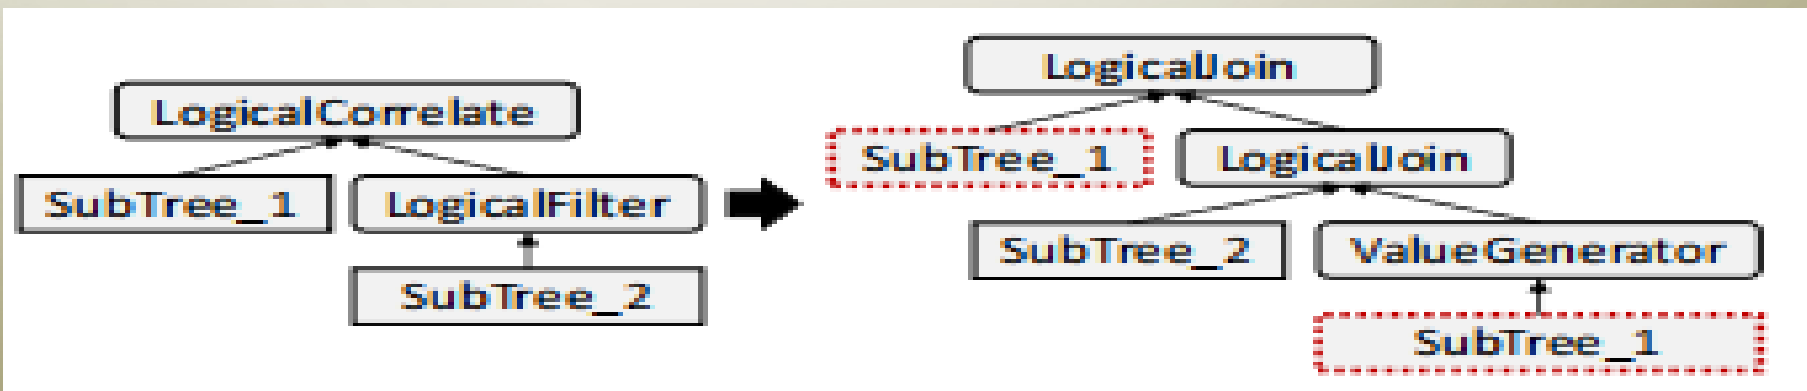 LogicalCorrelate
SubTree_1
LogicalFilter
SubTree_2
LogicalJoin
SubTree_1
LogicalJoin
SubTree_2
ValueGenerator
SubTree_1